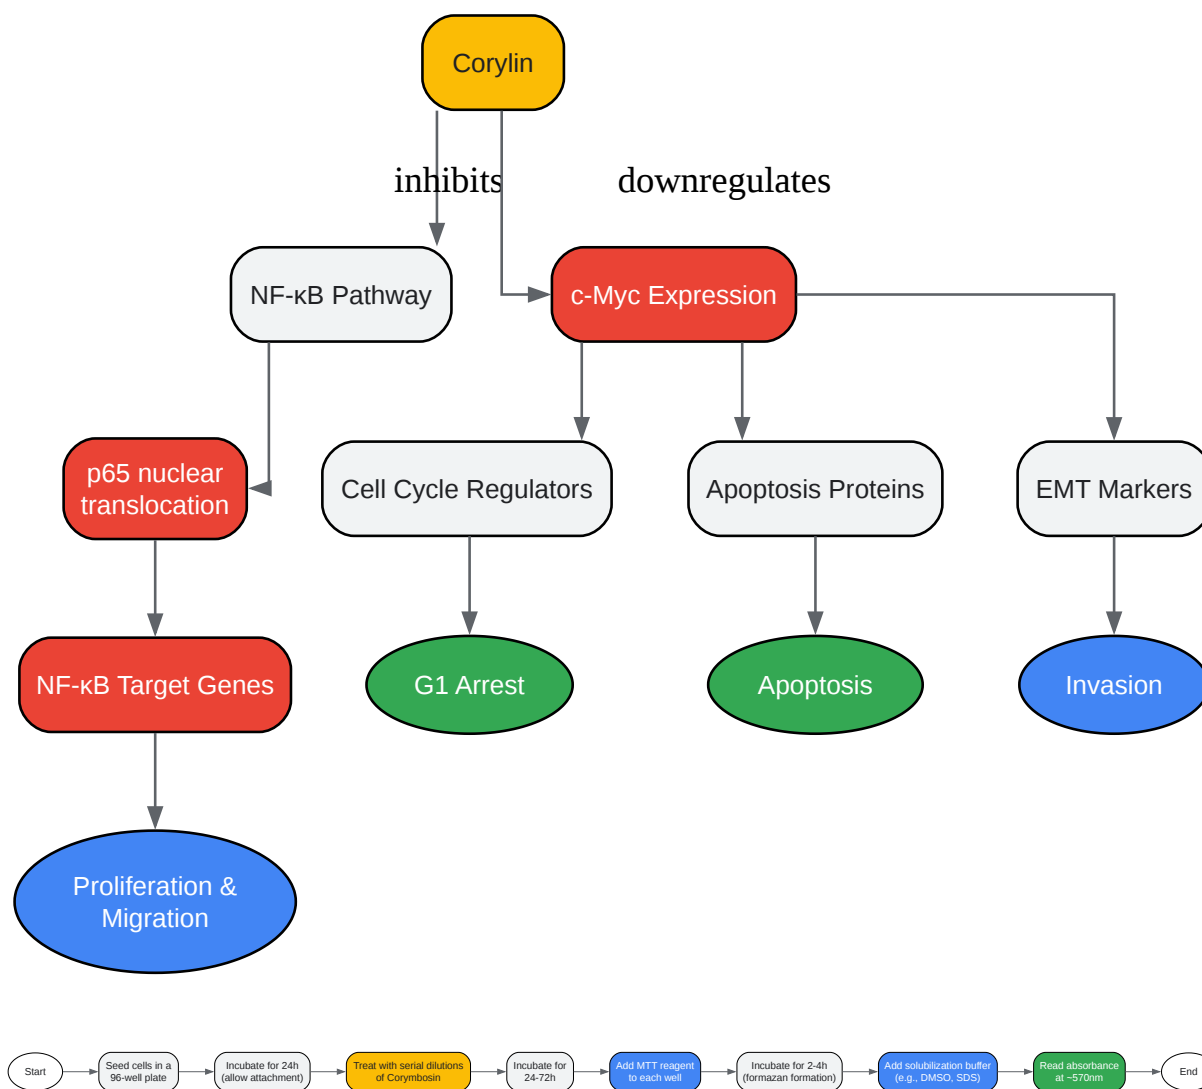 Corylin
inhibits
downregulates
NF-κB Pathway
c-Myc Expression
p65 nuclear
translocation
Cell Cycle Regulators
Apoptosis Proteins
EMT Markers
NF-κB Target Genes
G1 Arrest
Apoptosis
Invasion
Proliferation &
Migration
Start
Seed cells in a
96-well plate
Incubate for 24h
(allow attachment)
Treat with serial dilutions
of Corymbosin
Incubate for
24-72h
Add MTT reagent
to each well
Incubate for 2-4h
(formazan formation)
Add solubilization buffer
(e.g., DMSO, SDS)
Read absorbance
at ~570nm
End